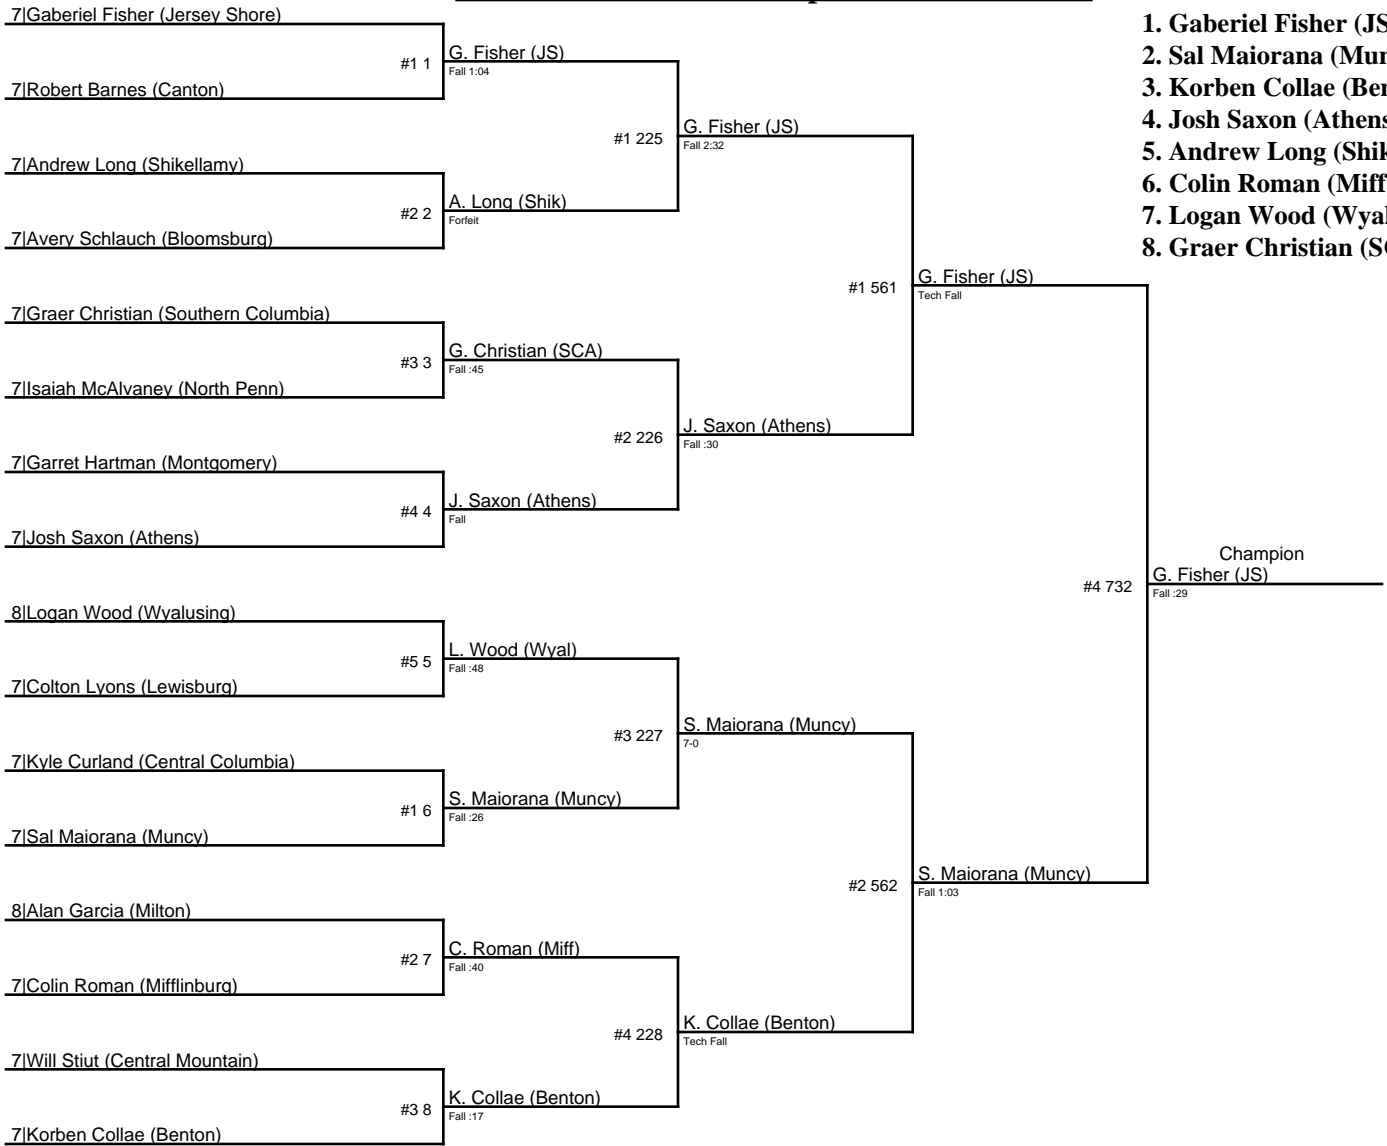 7|Gaberiel Fisher (Jersey Shore)
#1 1
G. Fisher (JS)
Fall 1:04
7|Robert Barnes (Canton)
#1 225
G. Fisher (JS)
Fall 2:32
7|Andrew Long (Shikellamy)
#2 2
A. Long (Shik)
Forfeit
7|Avery Schlauch (Bloomsburg)
#1 561
G. Fisher (JS)
Tech Fall
7|Graer Christian (Southern Columbia)
#3 3
G. Christian (SCA)
Fall :45
7|Isaiah McAlvaney (North Penn)
#2 226
J. Saxon (Athens)
Fall :30
7|Garret Hartman (Montgomery)
#4 4
J. Saxon (Athens)
Fall
7|Josh Saxon (Athens)
Champion
#4 732
G. Fisher (JS)
Fall :29
8|Logan Wood (Wyalusing)
#5 5
L. Wood (Wyal)
Fall :48
7|Colton Lyons (Lewisburg)
#3 227
S. Maiorana (Muncy)
7-0
7|Kyle Curland (Central Columbia)
#1 6
S. Maiorana (Muncy)
Fall :26
7|Sal Maiorana (Muncy)
#2 562
S. Maiorana (Muncy)
Fall 1:03
8|Alan Garcia (Milton)
#2 7
C. Roman (Miff)
Fall :40
7|Colin Roman (Mifflinburg)
#4 228
K. Collae (Benton)
Tech Fall
7|Will Stiut (Central Mountain)
#3 8
K. Collae (Benton)
Fall :17
7|Korben Collae (Benton)
1. Gaberiel Fisher (JS
2. Sal Maiorana (Mun
3. Korben Collae (Ben
4. Josh Saxon (Athens
5. Andrew Long (Shik
6. Colin Roman (Miff
7. Logan Wood (Wyal
8. Graer Christian (SC